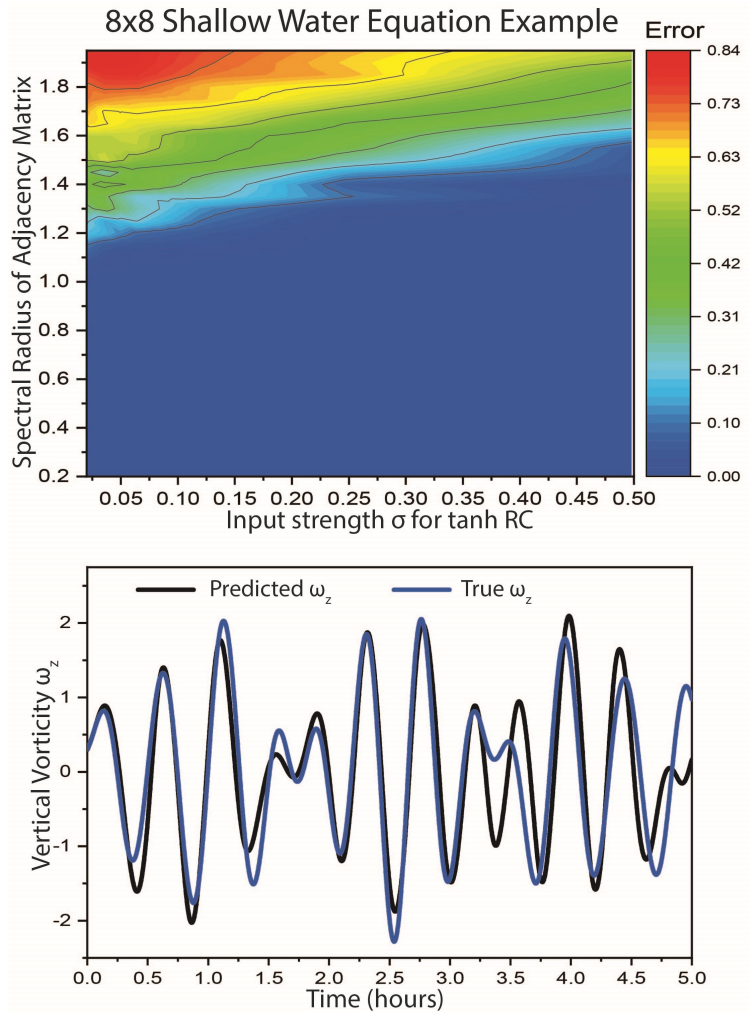 8x8 Shallow Water Equation Example
Error
Spectral Radius of Adjacency Matrix
1.8
1.6
1.4
1.2
1.0
0.8
0.6
0.4
0.2
0.05 0.10 0.15 0.20 0.25 0.30 0.35 0.40 0.45 0.50
Input strength σ for tanh RC
0.84
0.73
0.63
0.52
0.42
0.31
0.21
0.10
0.00
Predicted ω_z True ω_z
Vertical Vorticity ω_z
2
1
0
-1
-2
0.0 0.5 1.0 1.5 2.0 2.5 3.0 3.5 4.0 4.5 5.0
Time (hours)